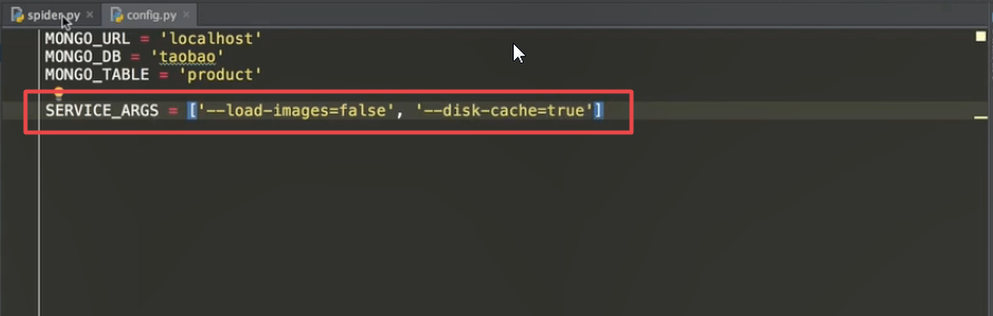 spider.py config.py
MONGO_URL = 'localhost'
MONGO_DB = 'taobao'
MONGO_TABLE = 'product'
SERVICE_ARGS = ['--load-images=false', '--disk-cache=true']